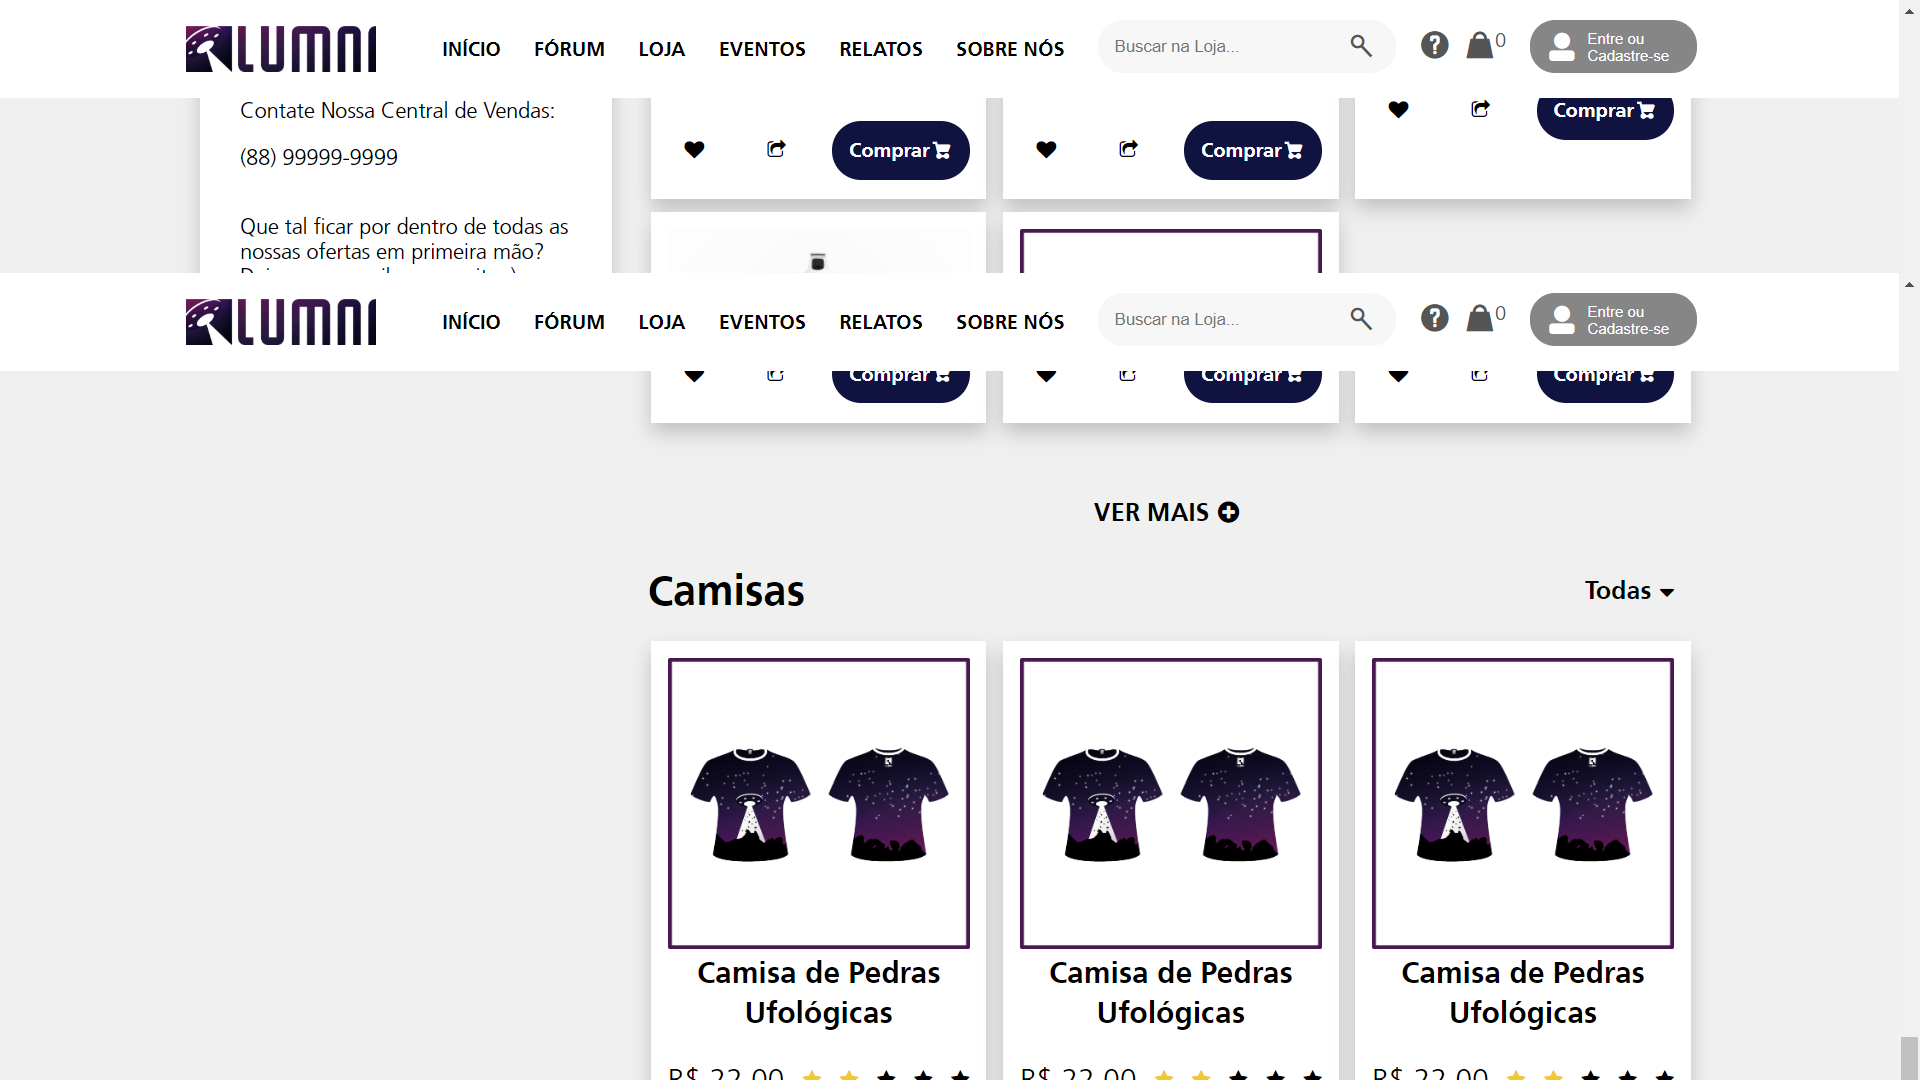 LUMNI INÍCIO FÓRUM LOJA EVENTOS RELATOS SOBRE NÓS Buscar na Loja... 0 Entre ou
Cadastre-se
Contate Nossa Central de Vendas:
(88) 99999-9999
Comprar Comprar Comprar
Que tal ficar por dentro de todas as
nossas ofertas em primeira mão?
LUMNI INÍCIO FÓRUM LOJA EVENTOS RELATOS SOBRE NÓS Buscar na Loja... 0 Entre ou
Cadastre-se
Comprar Comprar Comprar
VER MAIS
Camisas Todas
Camisa de Pedras
Ufológicas
Camisa de Pedras
Ufológicas
Camisa de Pedras
Ufológicas
R$ 22,00 R$ 22,00 R$ 22,00